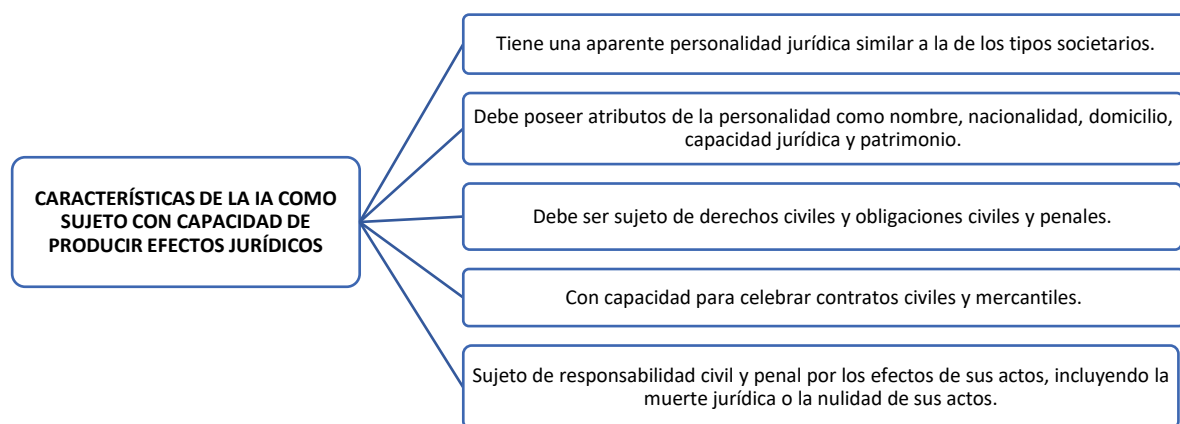 Tiene una aparente personalidad jurídica similar a la de los tipos societarios.
Debe poseer atributos de la personalidad como nombre, nacionalidad, domicilio,
capacidad jurídica y patrimonio.
CARACTERÍSTICAS DE LA IA COMO
SUJETO CON CAPACIDAD DE
PRODUCIR EFECTOS JURÍDICOS
Debe ser sujeto de derechos civiles y obligaciones civiles y penales.
Con capacidad para celebrar contratos civiles y mercantiles.
Sujeto de responsabilidad civil y penal por los efectos de sus actos, incluyendo la
muerte jurídica o la nulidad de sus actos.